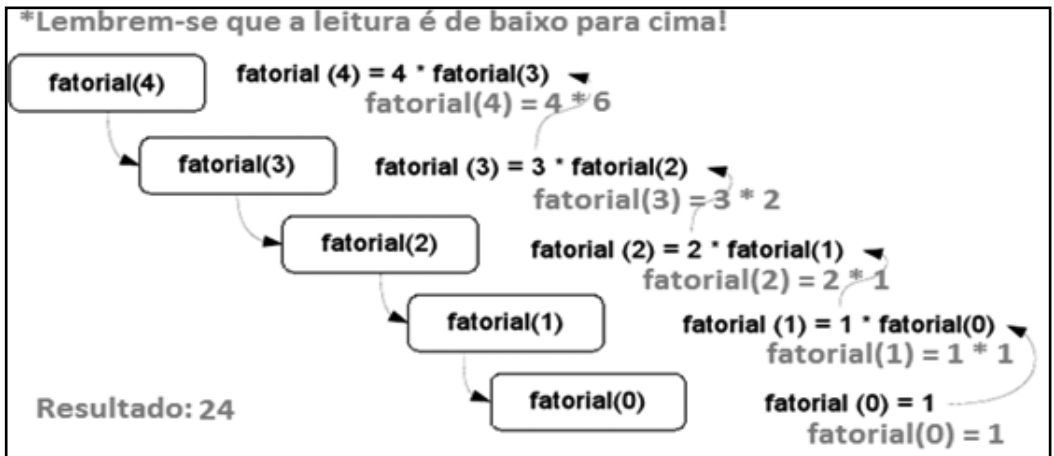 *Lembrem-se que a leitura é de baixo para cima!
fatorial(4)
fatorial (4) = 4 * fatorial(3)
fatorial(4) = 4 * 6
fatorial(3)
fatorial (3) = 3 * fatorial(2)
fatorial(3) = 3 * 2
fatorial(2)
fatorial (2) = 2 * fatorial(1)
fatorial(2) = 2 * 1
fatorial(1)
fatorial (1) = 1 * fatorial(0)
fatorial(1) = 1 * 1
fatorial(0)
fatorial (0) = 1
fatorial(0) = 1
Resultado: 24